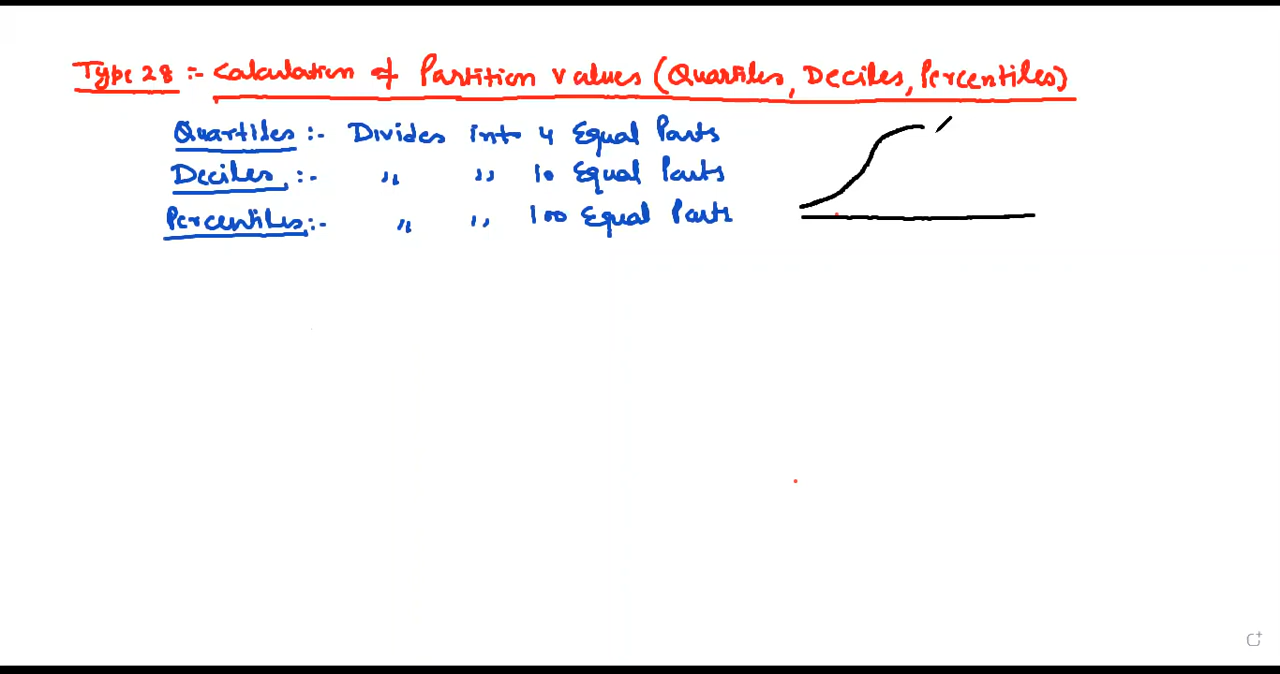 Type 28 :- Calculation of Partition Values (Quartiles, Deciles, Percentiles)
Quartiles :- Divides into 4 Equal Parts
Deciles :- " " 10 Equal Parts
Percentiles :- " " 100 Equal Parts